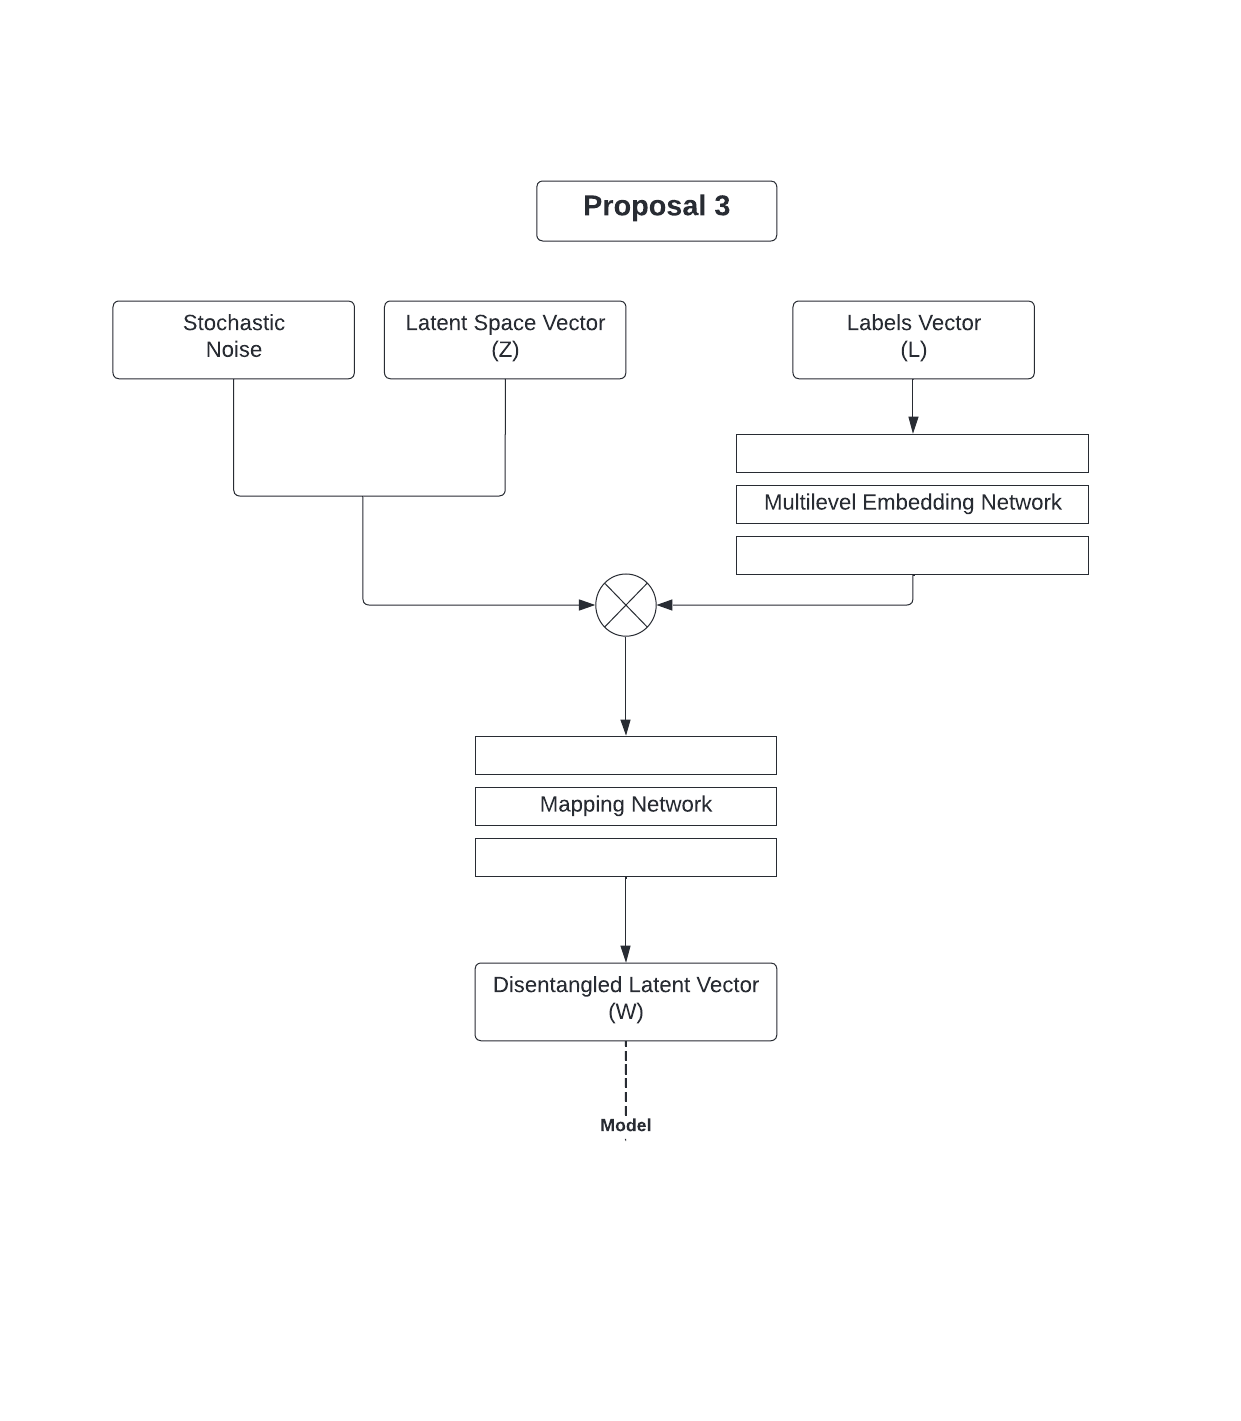 Proposal 3
Stochastic
Noise
Latent Space Vector
(Z)
Labels Vector
(L)
Multilevel Embedding Network
Mapping Network
Disentangled Latent Vector
(W)
Model